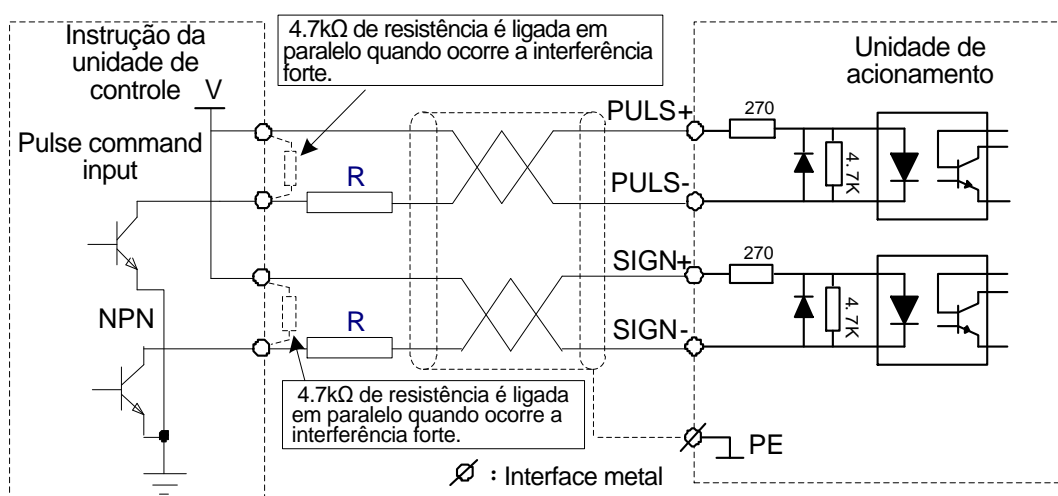 Instrução da
unidade de
controle
V
Pulse command
input
4.7kΩ de resistência é ligada em
paralelo quando ocorre a interferência
forte.
Unidade de
acionamento
PULS+
270
4.7K
R
PULS-
SIGN+
270
4.7K
NPN
R
SIGN-
4.7kΩ de resistência é ligada
em paralelo quando ocorre a
interferência forte.
PE
: Interface metal